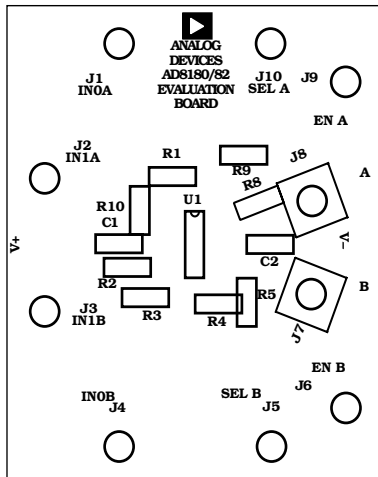 ANALOG
DEVICES
AD8180/82
EVALUATION
BOARD
J1
IN0A
J10
SEL A
J9
EN A
J2
IN1A
R1
R9
J8
A
R8
R10
C1
U1
V+
V–
C2
R2
B
R3
R5
J3
IN1B
R4
J7
EN B
IN0B
J4
SEL B
J5
J6